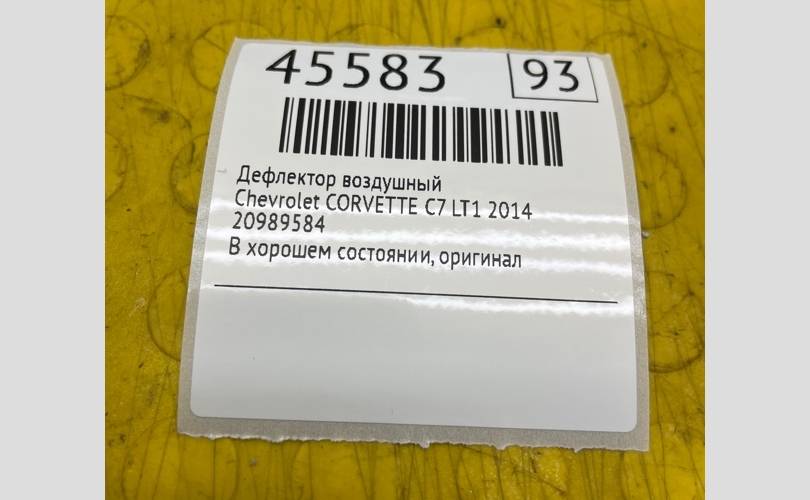 45583 93
Дефлектор воздушный
Chevrolet CORVETTE C7 LT1 2014
20989584
В хорошем состоянии, оригинал